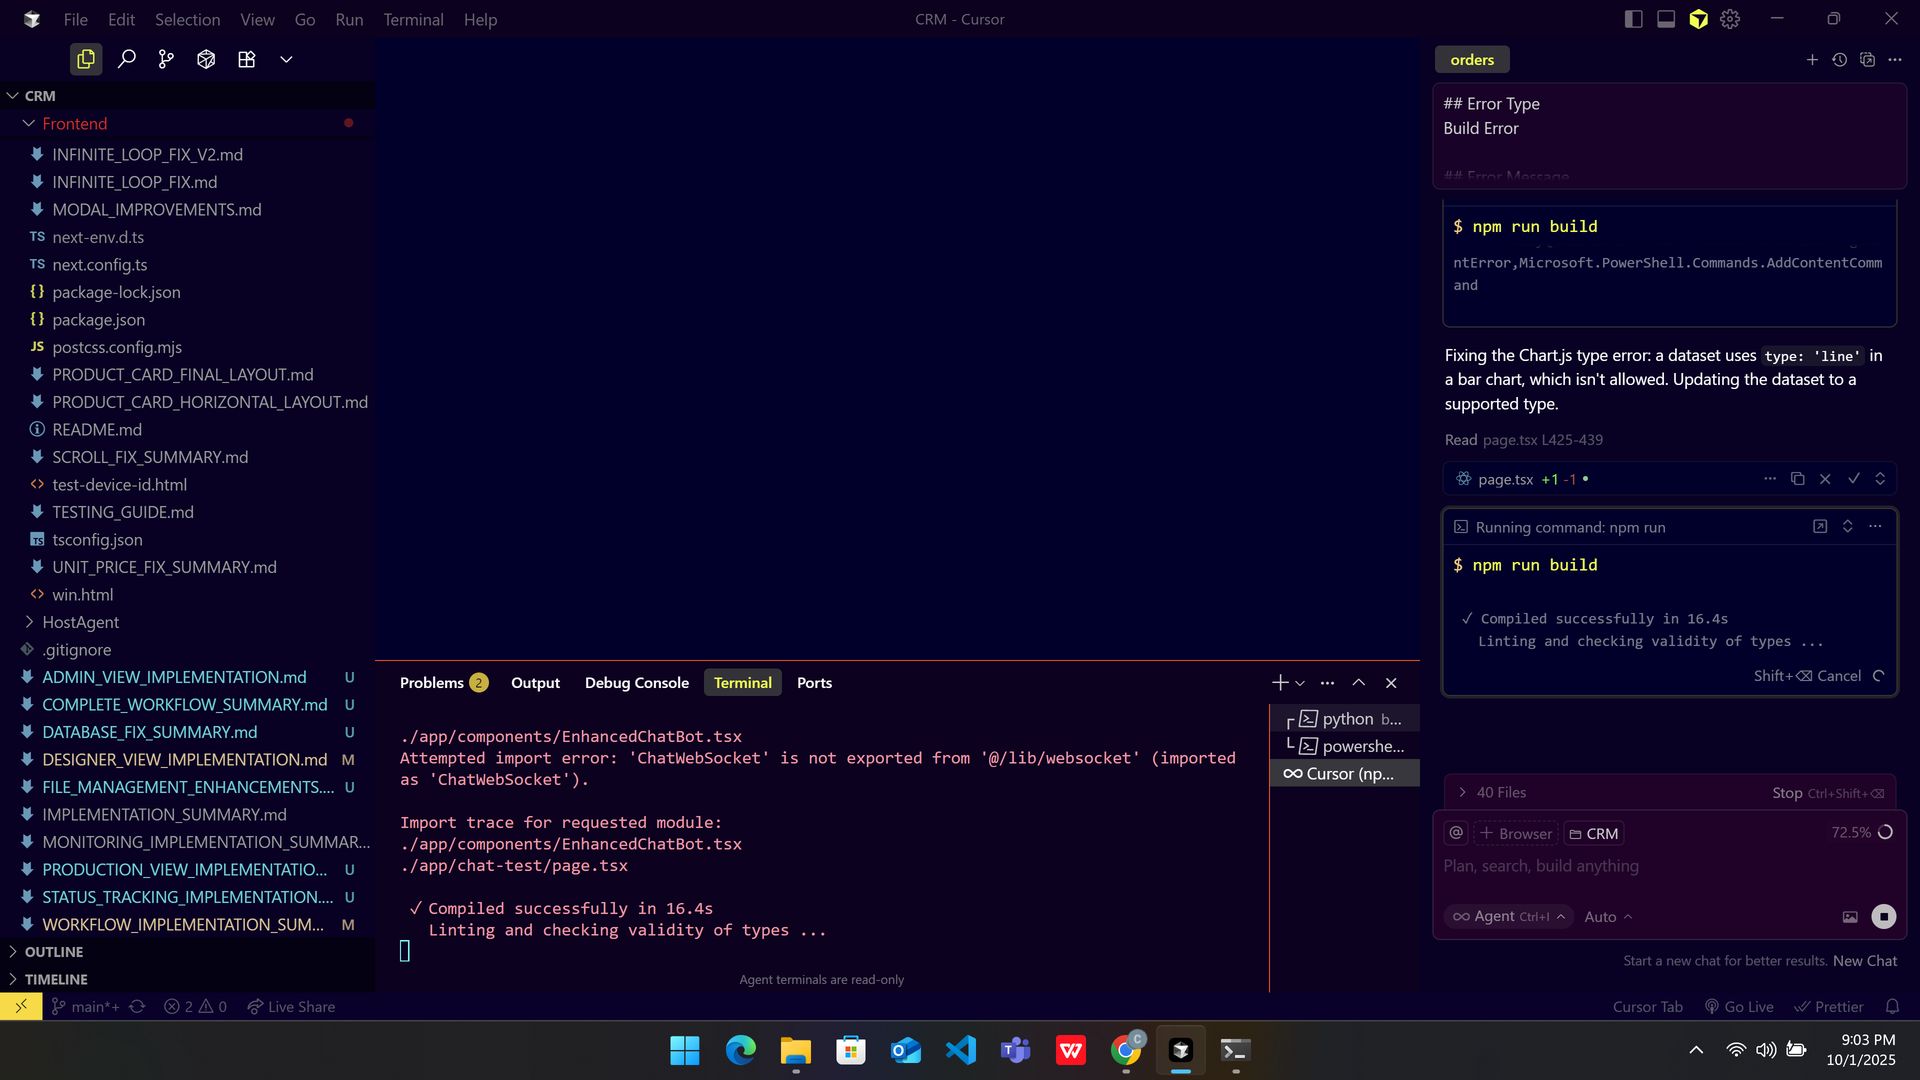 File Edit Selection View Go Run Terminal Help
CRM - Cursor
CRM
Frontend
INFINITE_LOOP_FIX_V2.md
INFINITE_LOOP_FIX.md
MODAL_IMPROVEMENTS.md
TS next-env.d.ts
TS next.config.ts
{} package-lock.json
{} package.json
JS postcss.config.mjs
PRODUCT_CARD_FINAL_LAYOUT.md
PRODUCT_CARD_HORIZONTAL_LAYOUT.md
README.md
SCROLL_FIX_SUMMARY.md
<> test-device-id.html
TESTING_GUIDE.md
TS tsconfig.json
UNIT_PRICE_FIX_SUMMARY.md
<> win.html
HostAgent
.gitignore
ADMIN_VIEW_IMPLEMENTATION.md U
COMPLETE_WORKFLOW_SUMMARY.md U
DATABASE_FIX_SUMMARY.md U
DESIGNER_VIEW_IMPLEMENTATION.md M
FILE_MANAGEMENT_ENHANCEMENTS.... U
IMPLEMENTATION_SUMMARY.md
MONITORING_IMPLEMENTATION_SUMMAR...
PRODUCTION_VIEW_IMPLEMENTATIO... U
STATUS_TRACKING_IMPLEMENTATION.... U
WORKFLOW_IMPLEMENTATION_SUM... M
OUTLINE
TIMELINE
Problems 2 Output Debug Console Terminal Ports
./app/components/EnhancedChatBot.tsx
Attempted import error: 'ChatWebSocket' is not exported from '@/lib/websocket' (imported
as 'ChatWebSocket').
Import trace for requested module:
./app/components/EnhancedChatBot.tsx
./app/chat-test/page.tsx
✓ Compiled successfully in 16.4s
Linting and checking validity of types ...
Agent terminals are read-only
python b...
powershe...
Cursor (np...
orders
## Error Type
Build Error
## Error Message
$ npm run build
ntError,Microsoft.PowerShell.Commands.AddContentComm
and
Fixing the Chart.js type error: a dataset uses type: 'line' in
a bar chart, which isn't allowed. Updating the dataset to a
supported type.
Read page.tsx L425-439
page.tsx +1 -1 •
Running command: npm run
$ npm run build
✓ Compiled successfully in 16.4s
Linting and checking validity of types ...
Shift+⌫ Cancel
40 Files Stop Ctrl+Shift+⌫
@ + Browser CRM 72.5%
Plan, search, build anything
∞ Agent Ctrl+I Auto
Start a new chat for better results. New Chat
main*+ 2 0 Live Share
Cursor Tab Go Live Prettier
9:03 PM
10/1/2025